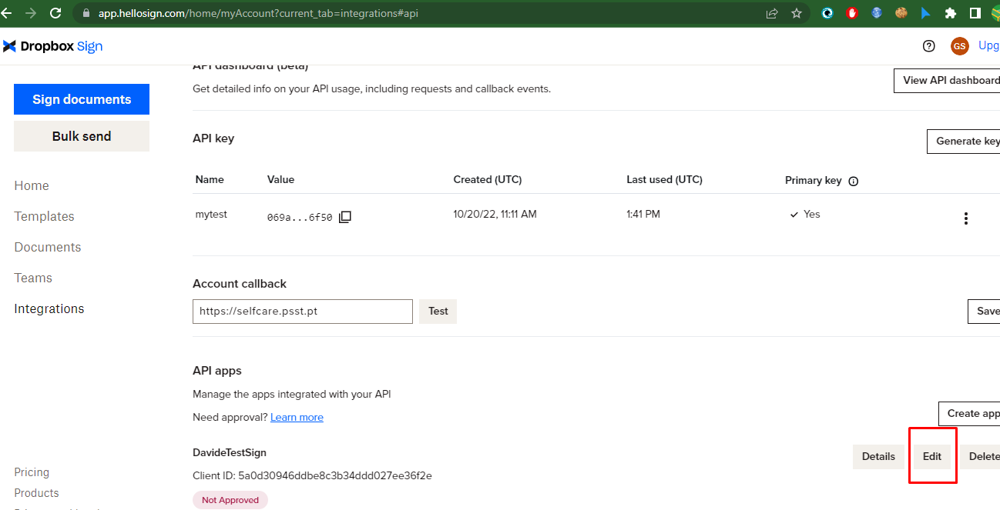 app.hellosign.com/home/myAccount?current_tab=integrations#api
Dropbox Sign
GS
Upg
API dashboard (beta)
Get detailed info on your API usage, including requests and callback events.
View API dashboard
Sign documents
Bulk send
Home
Templates
Documents
Teams
Integrations
API key
Generate key
Name Value Created (UTC) Last used (UTC) Primary key
mytest 069a...6f50 10/20/22, 11:11 AM 1:41 PM Yes
Account callback
https://selfcare.psst.pt Test Save
API apps
Manage the apps integrated with your API
Need approval? Learn more
Create app
DavideTestSign
Details Edit Delete
Client ID: 5a0d30946ddbe8c3b34ddd027ee36f2e
Not Approved
Pricing
Products